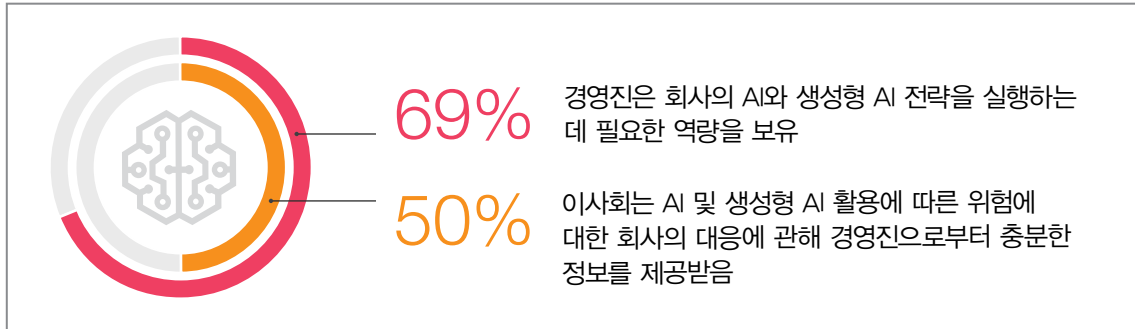 69%
경영진은 회사의 AI와 생성형 AI 전략을 실행하는
데 필요한 역량을 보유
50%
이사회는 AI 및 생성형 AI 활용에 따른 위험에
대한 회사의 대응에 관해 경영진으로부터 충분한
정보를 제공받음